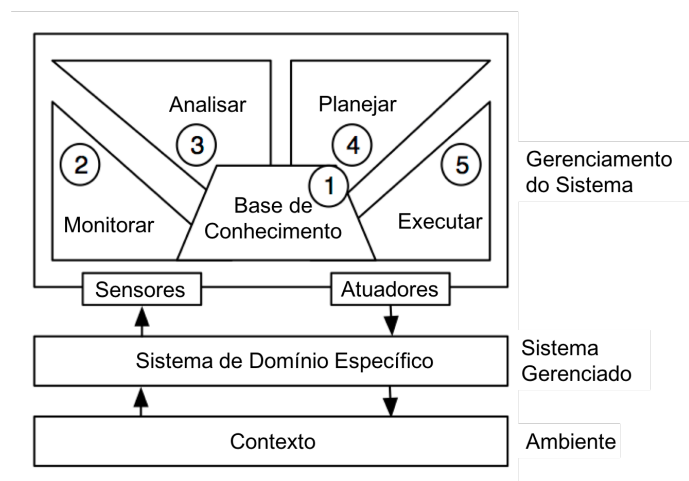 Analisar
Planejar
3
4
2
5
1
Base de
Conhecimento
Monitorar
Executar
Gerenciamento
do Sistema
Sensores
Atuadores
Sistema de Domínio Específico
Sistema
Gerenciado
Contexto
Ambiente